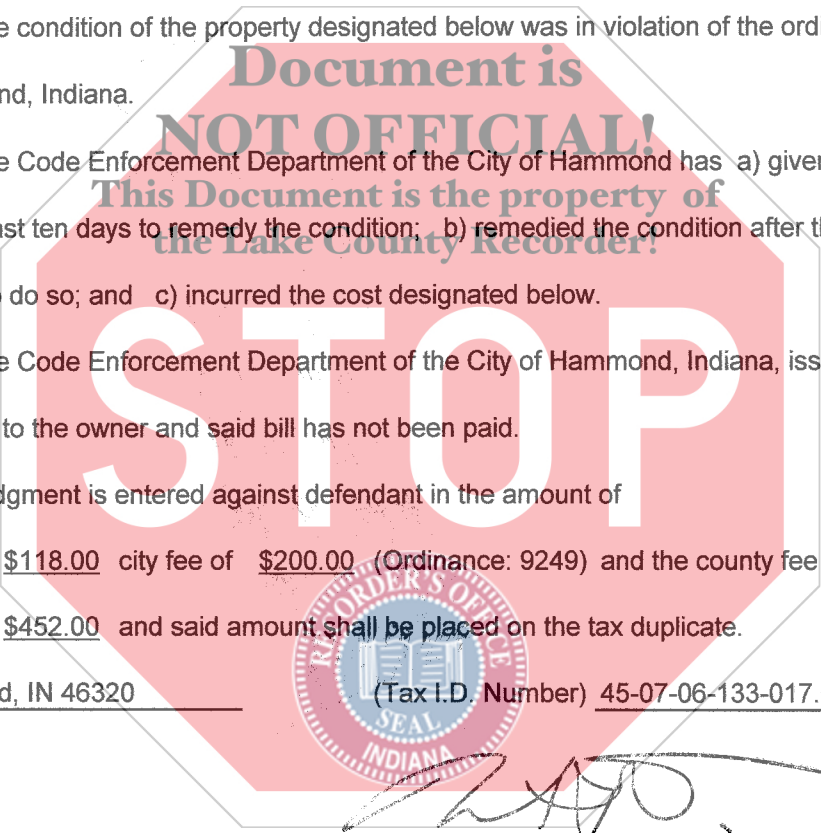 e condition of the property designated below was in violation of the ordi
Document is
nd, Indiana.
NOT OFFICIAL!
e Code Enforcement Department of the City of Hammond has a) given
This Document is the property of
ast ten days to remedy the condition; b) remedied the condition after th
the Lake County Recorder!
o do so; and c) incurred the cost designated below.
STOP
e Code Enforcement Department of the City of Hammond, Indiana, iss
to the owner and said bill has not been paid.
dgment is entered against defendant in the amount of
$118.00 city fee of $200.00 (Ordinance: 9249) and the county fee
$452.00 and said amount shall be placed on the tax duplicate.
d, IN 46320 (Tax I.D. Number) 45-07-06-133-017.
RECORDER'S OFFICE
SEAL
INDIANA